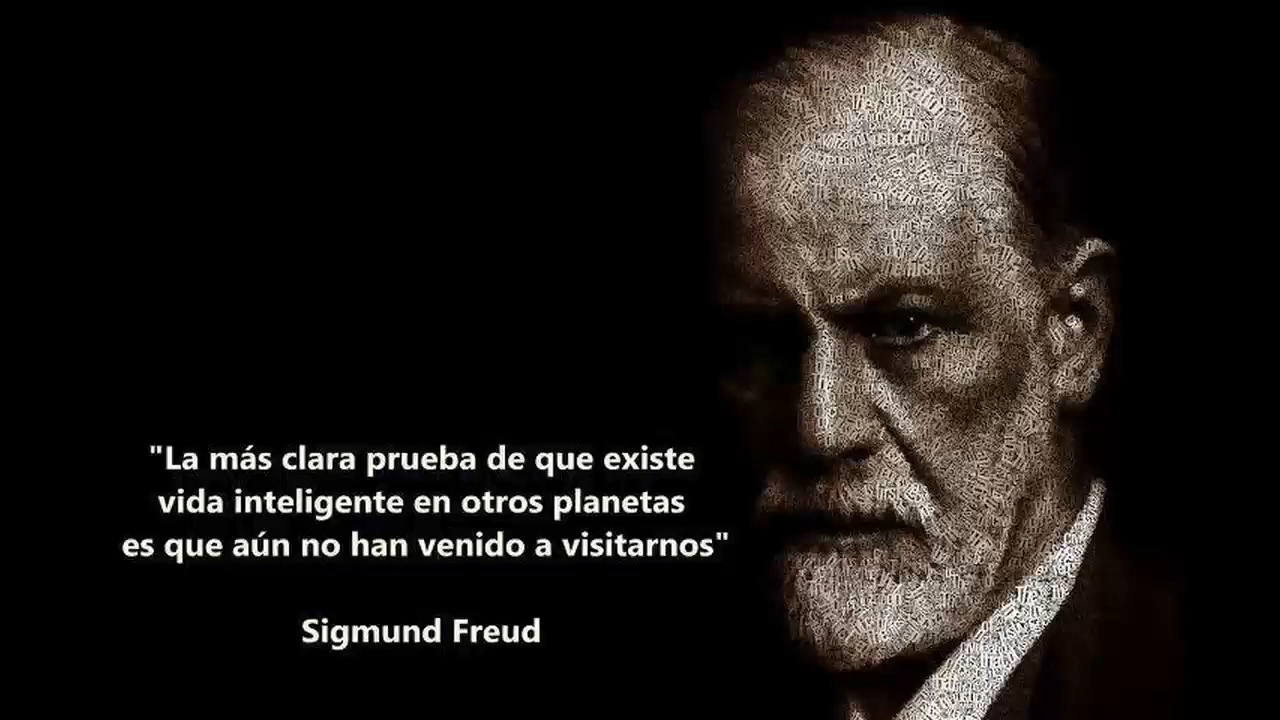 "La más clara prueba de que existe
vida inteligente en otros planetas
es que aún no han venido a visitarnos"
Sigmund Freud